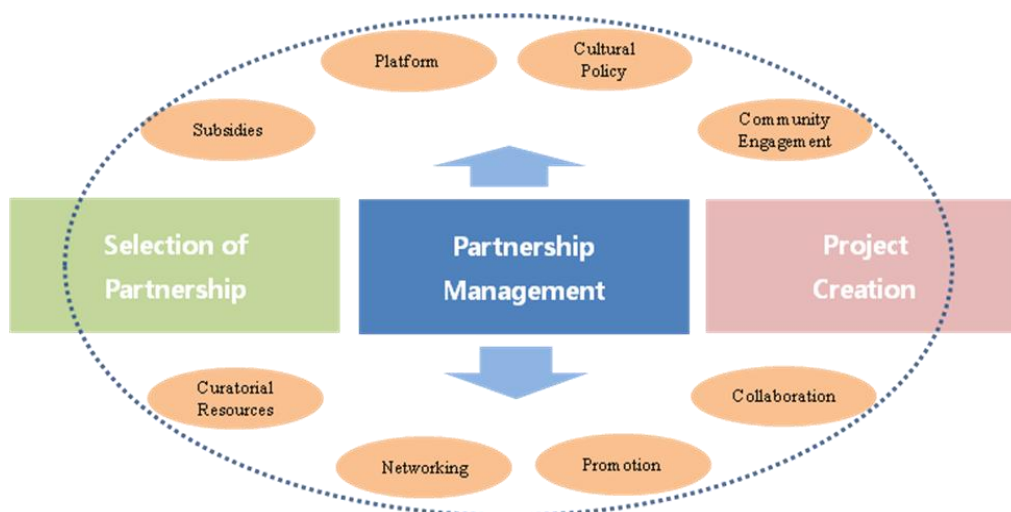 Platform
Cultural
Policy
Subsidies
Community
Engagement
Selection of
Partnership
Partnership
Management
Project
Creation
Curatorial
Resources
Collaboration
Networking
Promotion